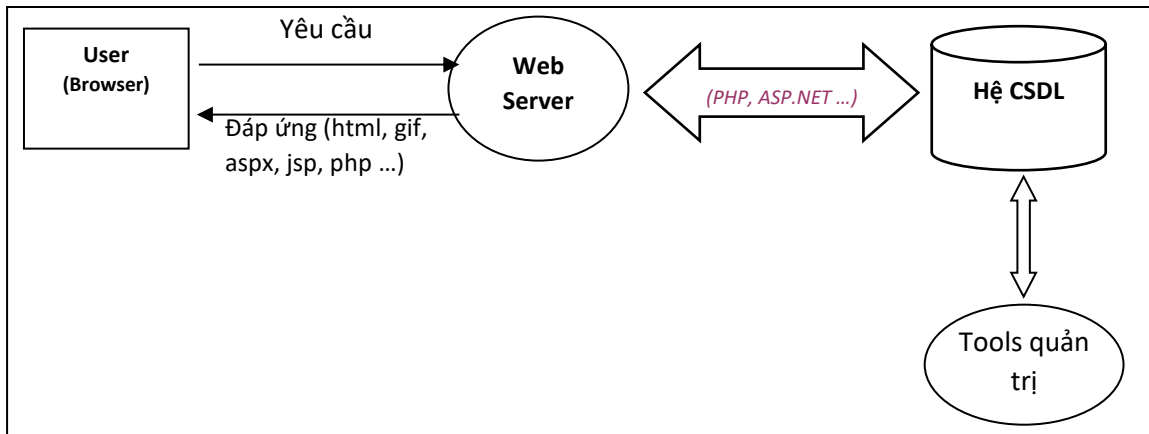 Yêu cầu
User
(Browser)
Web
Server
Đáp ứng (html, gif,
aspx, jsp, php ...)
(PHP, ASP.NET ...)
Hệ CSDL
Tools quản
trị